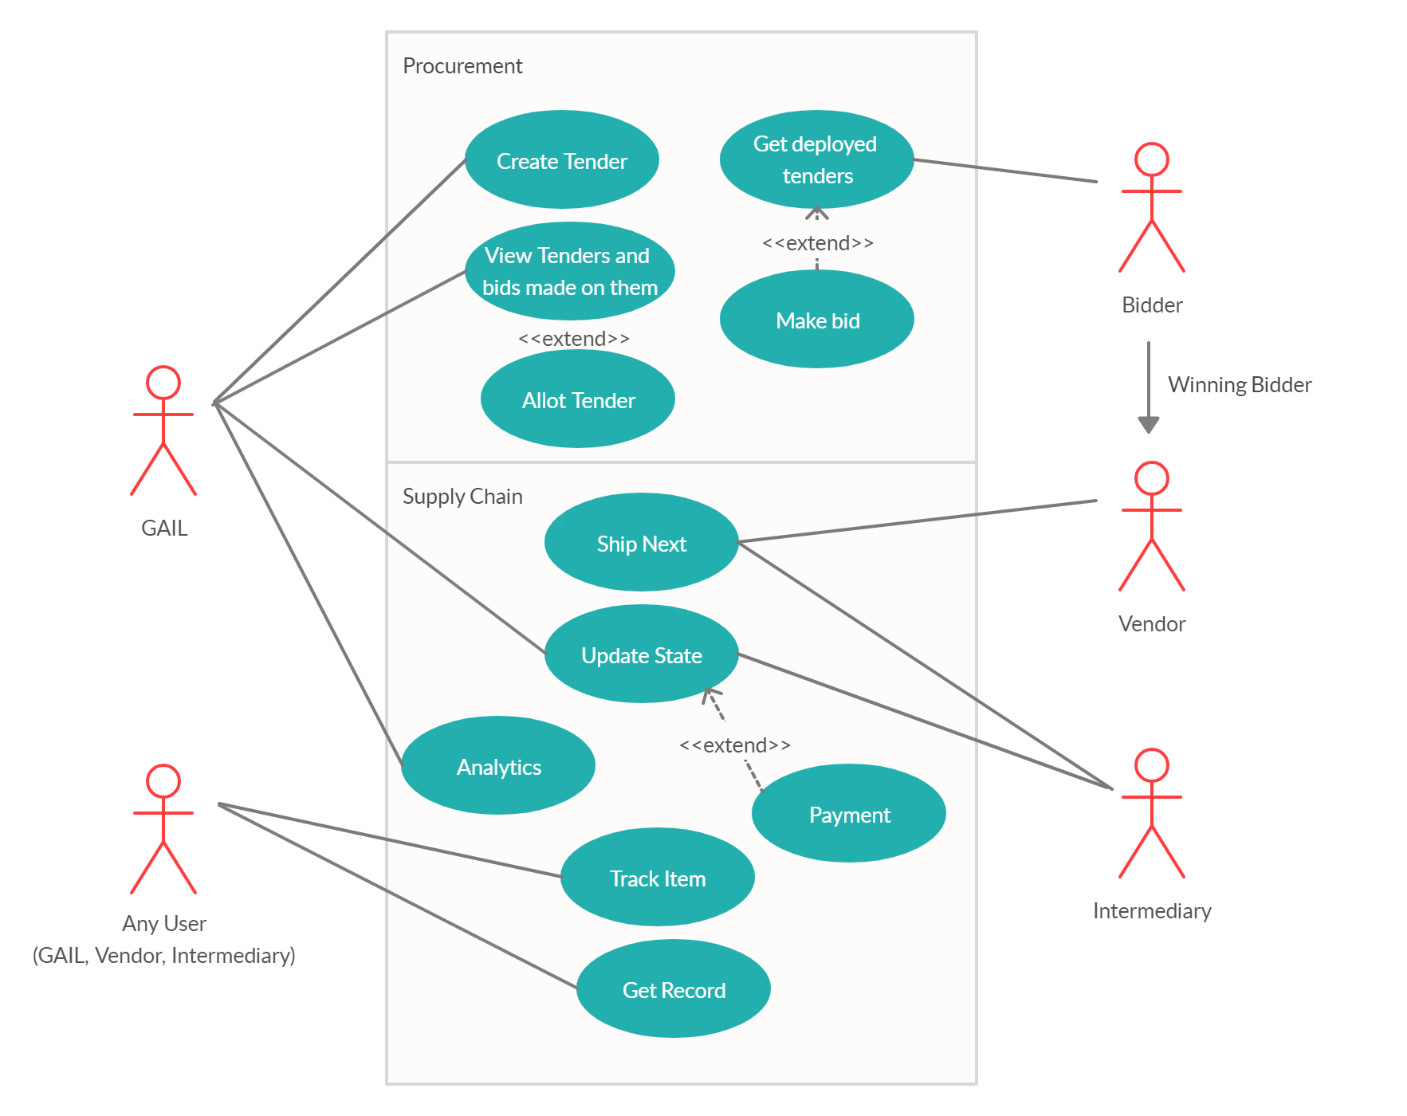 Procurement
Create Tender
Get deployed
tenders
<<extend>>
View Tenders and
bids made on them
<<extend>>
Make bid
Allot Tender
Bidder
Winning Bidder
GAIL
Supply Chain
Ship Next
Vendor
Update State
<<extend>>
Analytics
Payment
Track Item
Intermediary
Any User
(GAIL, Vendor, Intermediary)
Get Record